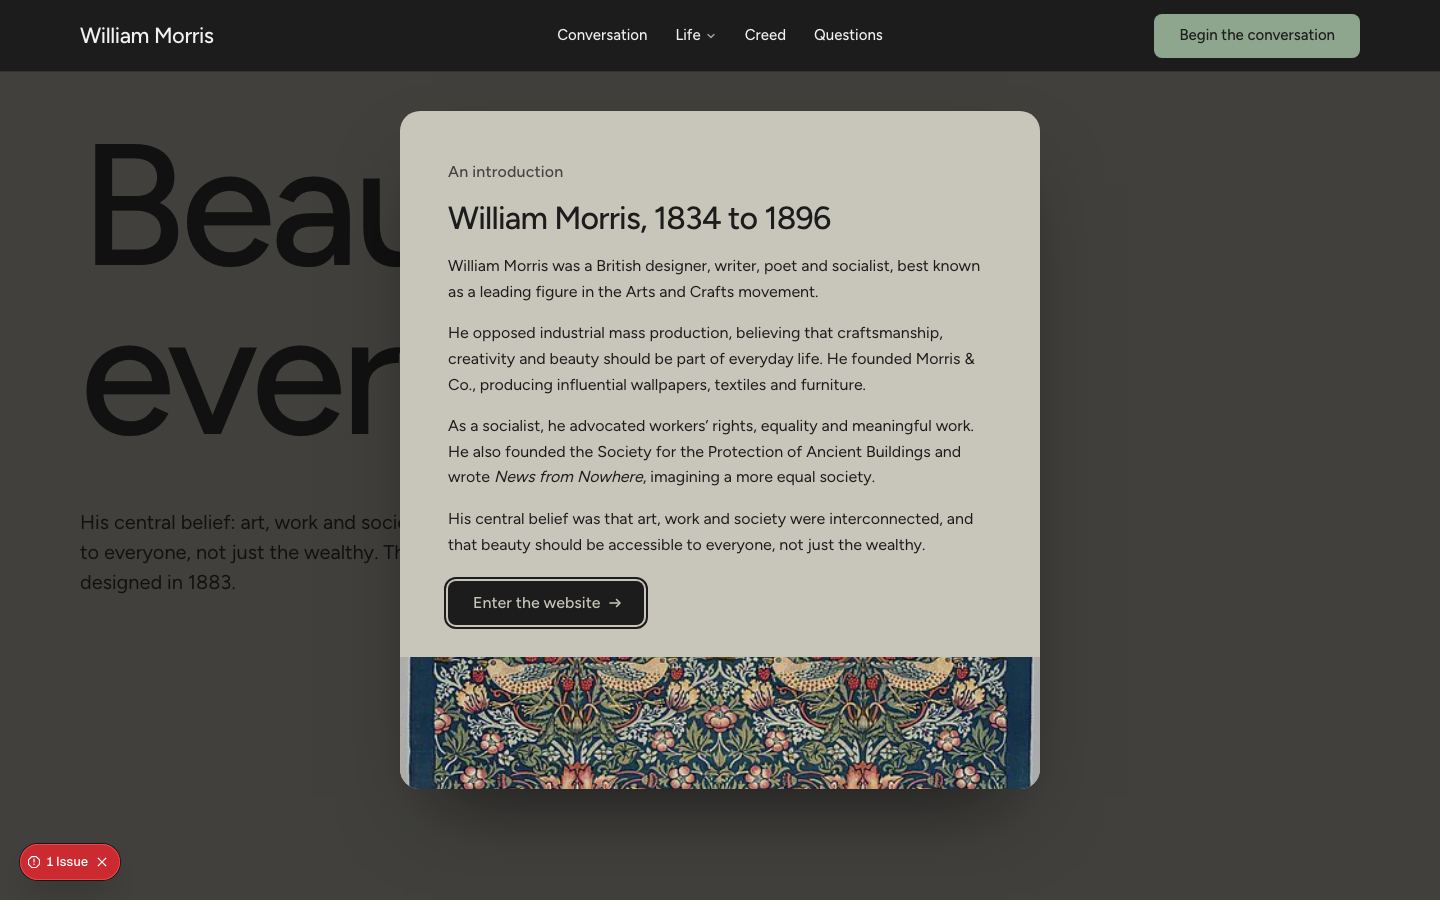 William Morris
Conversation
Life
Creed
Questions
Begin the conversation
Beau
ever
His central belief: art, work and
to everyone, not just the wealthy.
designed in 1883.
An introduction
William Morris, 1834 to 1896
William Morris was a British designer, writer, poet and socialist, best known
as a leading figure in the Arts and Crafts movement.
He opposed industrial mass production, believing that craftsmanship,
creativity and beauty should be part of everyday life. He founded Morris &
Co., producing influential wallpapers, textiles and furniture.
As a socialist, he advocated workers’ rights, equality and meaningful work.
He also founded the Society for the Protection of Ancient Buildings and
wrote News from Nowhere, imagining a more equal society.
His central belief was that art, work and society were interconnected, and
that beauty should be accessible to everyone, not just the wealthy.
Enter the website →
1 Issue